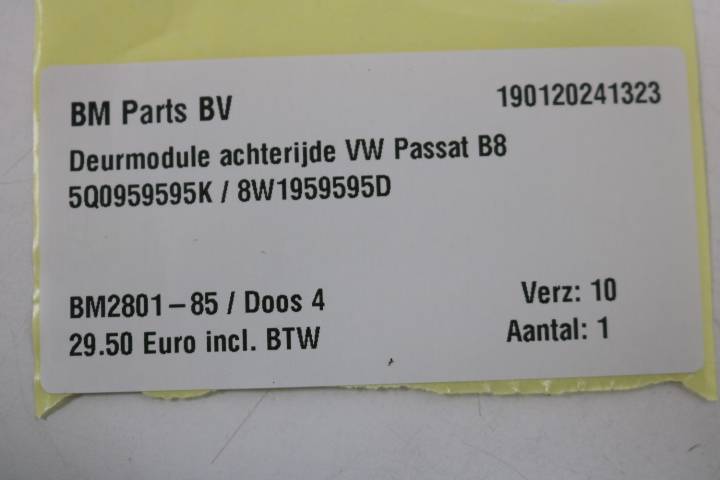 BM Parts BV
190120241323
Deurmodule achterijde VW Passat B8
5Q0959595K / 8W1959595D
BM2801-85 / Doos 4
Verz: 10
29.50 Euro incl. BTW
Aantal: 1